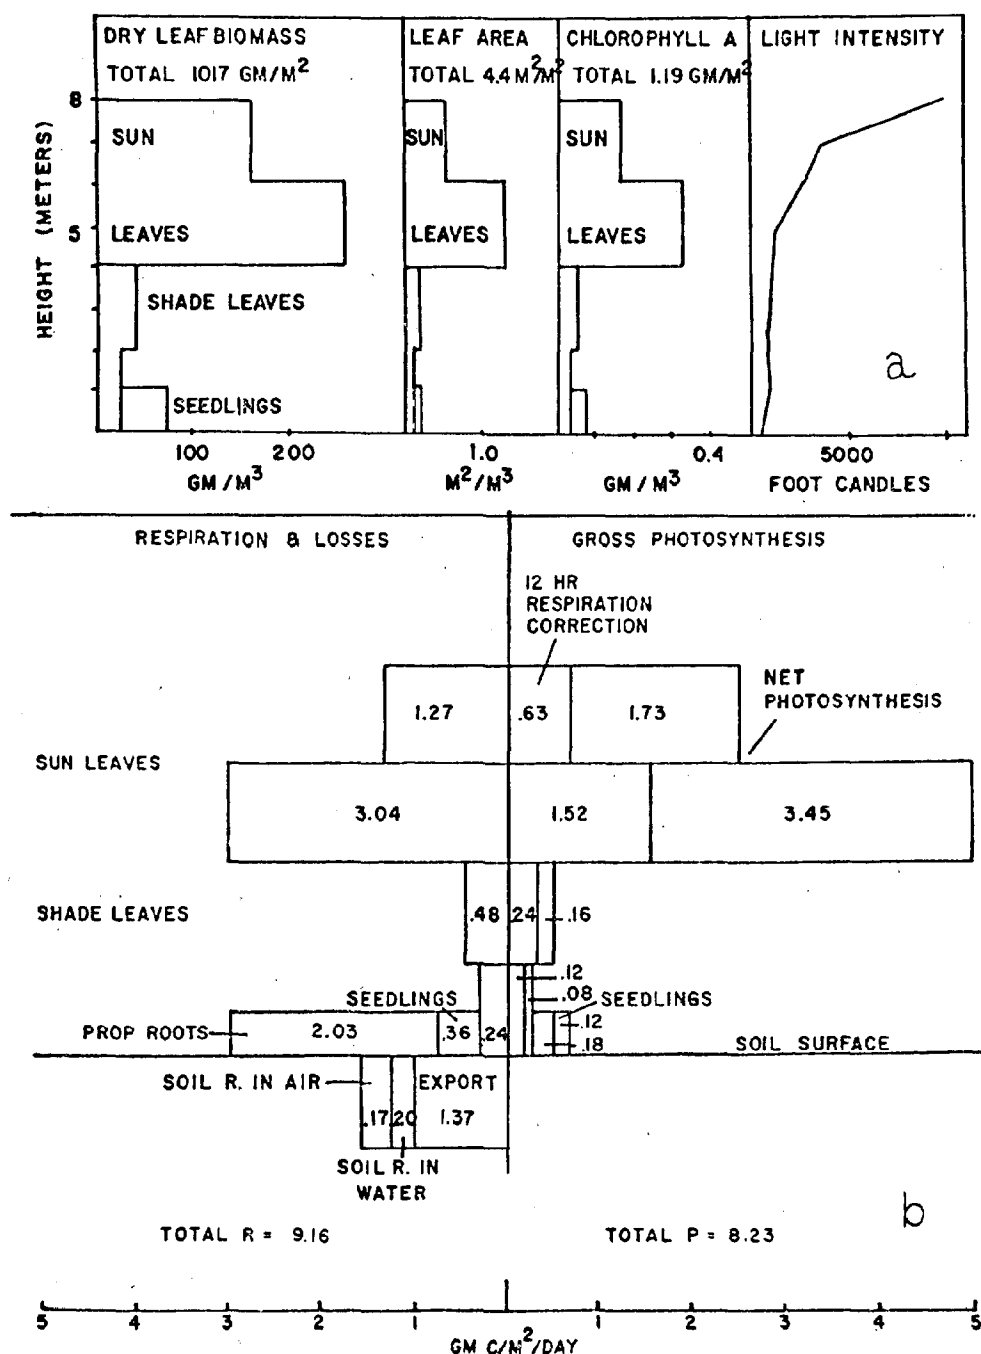 DRY LEAF BIOMASS
TOTAL 1017 GM/M²
LEAF AREA
TOTAL 4.4 M²/M²
CHLOROPHYLL A
TOTAL 1.19 GM/M²
LIGHT INTENSITY
HEIGHT (METERS)
8
5
SUN
LEAVES
SHADE LEAVES
SEEDLINGS
SUN
LEAVES
SUN
LEAVES
a
100 200
GM/M³
1.0
M²/M³
0.4
GM/M³
5000
FOOT CANDLES
RESPIRATION & LOSSES
GROSS PHOTOSYNTHESIS
12 HR
RESPIRATION
CORRECTION
NET
PHOTOSYNTHESIS
1.27 .63 1.73
SUN LEAVES
3.04 1.52 3.45
SHADE LEAVES
.48 .24 .16
.12
.08
SEEDLINGS
SEEDLINGS
PROP ROOTS
2.03 .36 .24
.12
.18
SOIL SURFACE
SOIL R. IN AIR
EXPORT
.17 .20 1.37
SOIL R. IN
WATER
b
TOTAL R = 9.16
TOTAL P = 8.23
5 4 3 2 1 1 2 3 4 5
GM C/M²/DAY